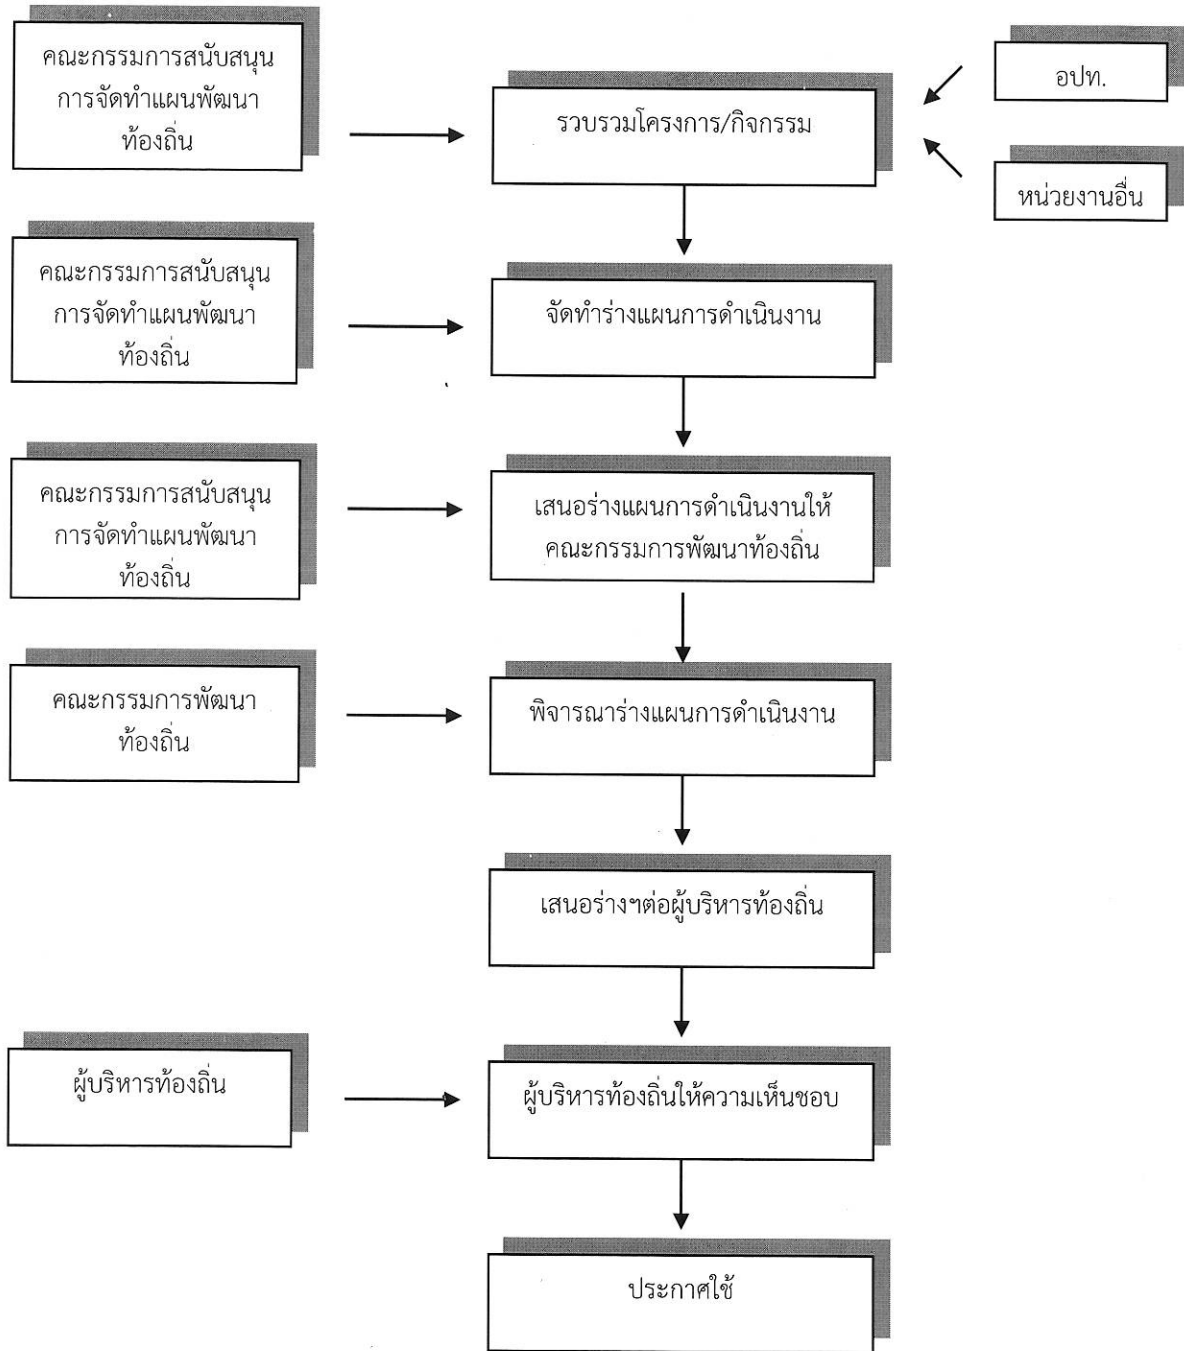 คณะกรรมการสนับสนุน
การจัดทำแผนพัฒนา
ท้องถิ่น
รวบรวมโครงการ/กิจกรรม
อปท.
หน่วยงานอื่น
คณะกรรมการสนับสนุน
การจัดทำแผนพัฒนา
ท้องถิ่น
จัดทำร่างแผนการดำเนินงาน
คณะกรรมการสนับสนุน
การจัดทำแผนพัฒนา
ท้องถิ่น
เสนอร่างแผนการดำเนินงานให้
คณะกรรมการพัฒนาท้องถิ่น
คณะกรรมการพัฒนา
ท้องถิ่น
พิจารณาร่างแผนการดำเนินงาน
เสนอร่างฯต่อผู้บริหารท้องถิ่น
ผู้บริหารท้องถิ่น
ผู้บริหารท้องถิ่นให้ความเห็นชอบ
ประกาศใช้